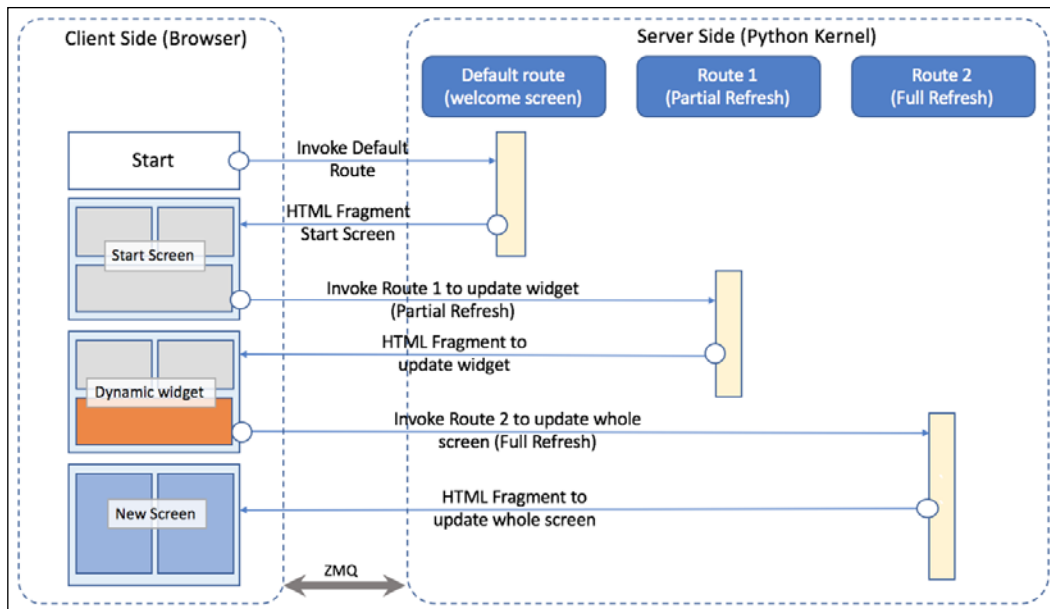 Client Side (Browser)
Server Side (Python Kernel)
Default route
(welcome screen)
Route 1
(Partial Refresh)
Route 2
(Full Refresh)
Start
Invoke Default
Route
HTML Fragment
Start Screen
Start Screen
Invoke Route 1 to update widget
(Partial Refresh)
HTML Fragment to
update widget
Dynamic widget
Invoke Route 2 to update whole
screen (Full Refresh)
HTML Fragment to
update whole screen
New Screen
ZMQ